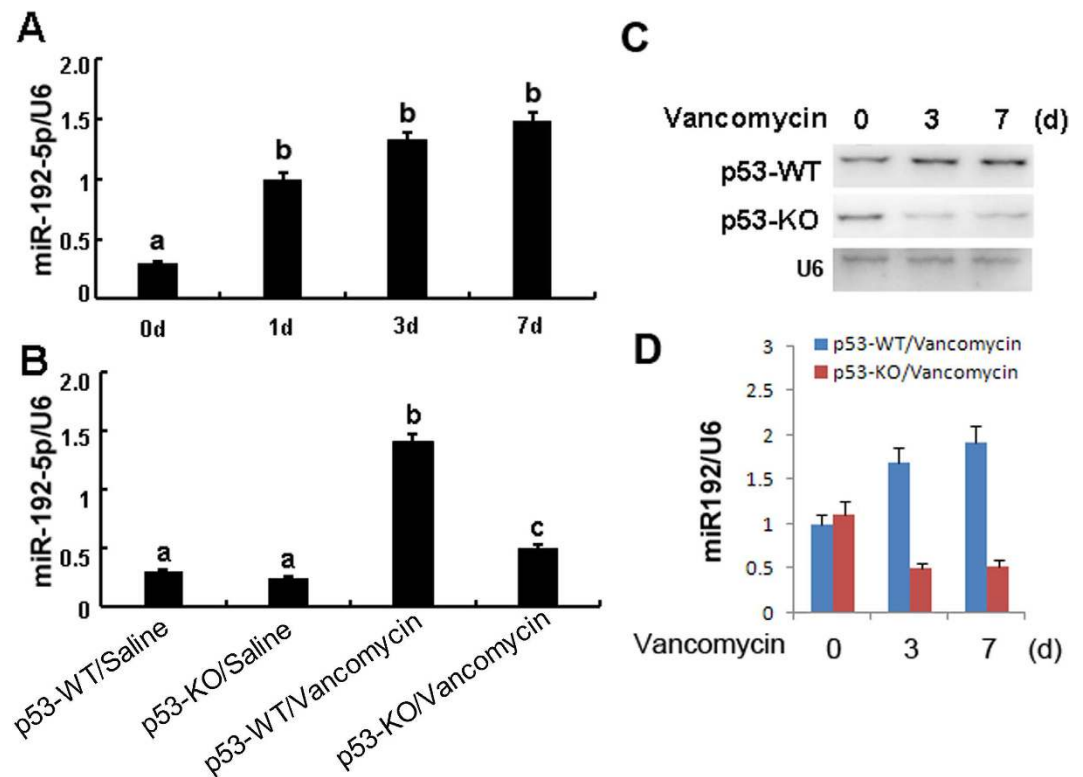 A
miR-192-5p/U6
2.0
1.5
1
0.5
0
a
b
b
b
0d
1d
3d
7d
B
miR-192-5p/U6
2.0
1.5
1
0.5
0
a
a
b
c
p53-WT/Saline
p53-KO/Saline
p53-WT/Vancomycin
p53-KO/Vancomycin
C
Vancomycin 0 3 7 (d)
p53-WT
p53-KO
U6
D
p53-WT/Vancomycin
p53-KO/Vancomycin
miR192/U6
3
2.5
2
1.5
1
0.5
0
Vancomycin 0 3 7 (d)